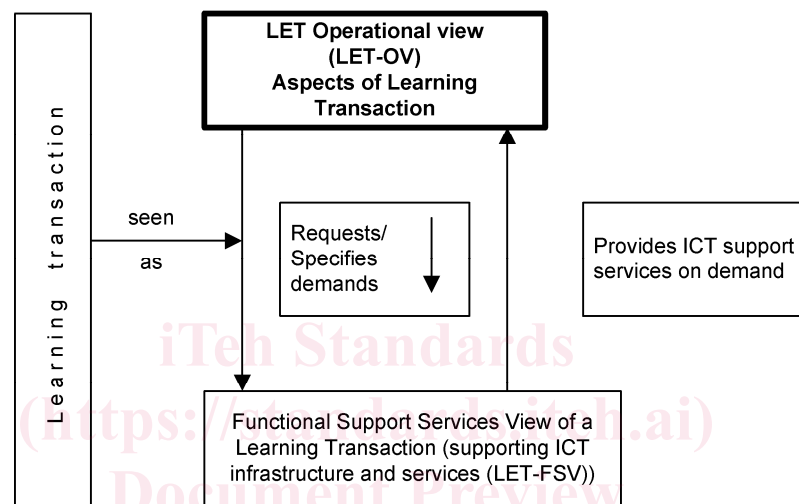 LET Operational view
(LET-OV)
Aspects of Learning
Transaction
Learning transaction
seen
as
Requests/
Specifies
demands
Provides ICT support
services on demand
Functional Support Services View of a
Learning Transaction (supporting ICT
infrastructure and services (LET-FSV))
iTeh Standards
(https://standards.iteh.ai)
Document Preview